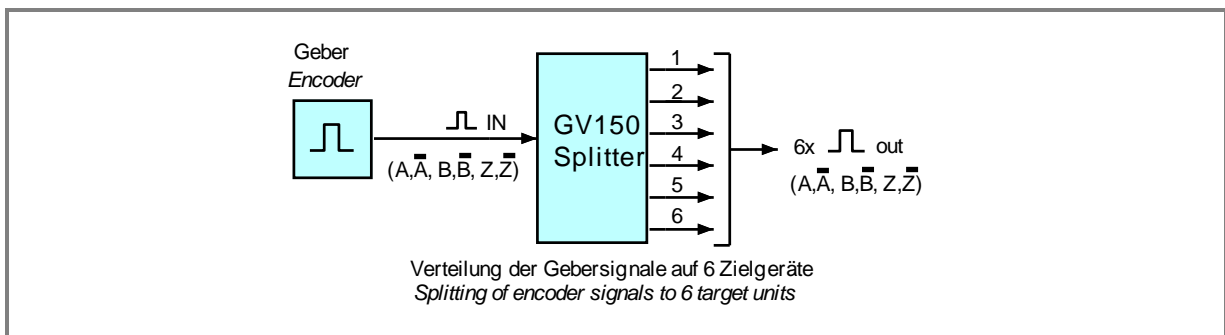 Geber
Encoder
IN
(A,A̅, B,B̅, Z,Z̅)
GV150
Splitter
1
2
3
4
5
6
6x out
(A,A̅, B,B̅, Z,Z̅)
Verteilung der Gebersignale auf 6 Zielgeräte
Splitting of encoder signals to 6 target units